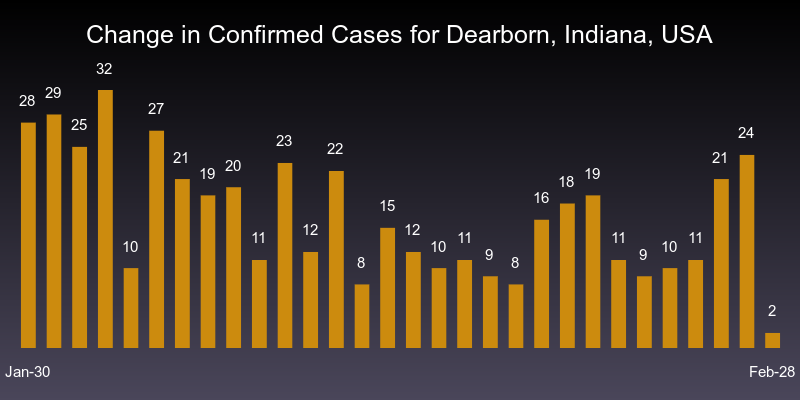 Change in Confirmed Cases for Dearborn, Indiana, USA
28 29 25 32 10 27 21 19 20 11 23 12 22 8 15 12 10 11 9 8 16 18 19 11 9 10 11 21 24 2
Jan-30 Feb-28